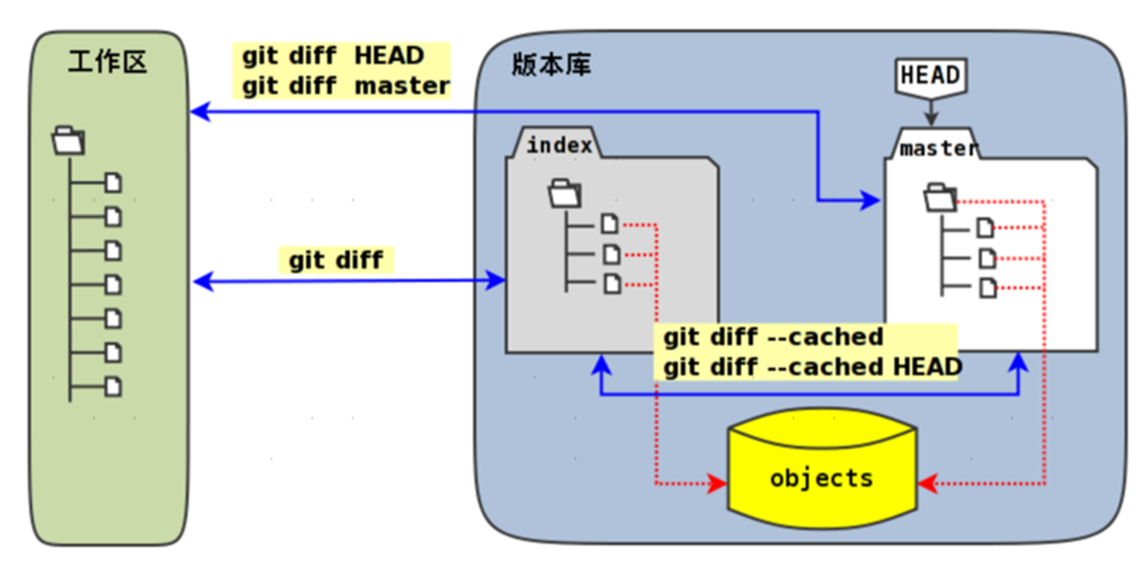 工作区
git diff HEAD
git diff master
版本库
HEAD
index
master
git diff
git diff --cached
git diff --cached HEAD
objects